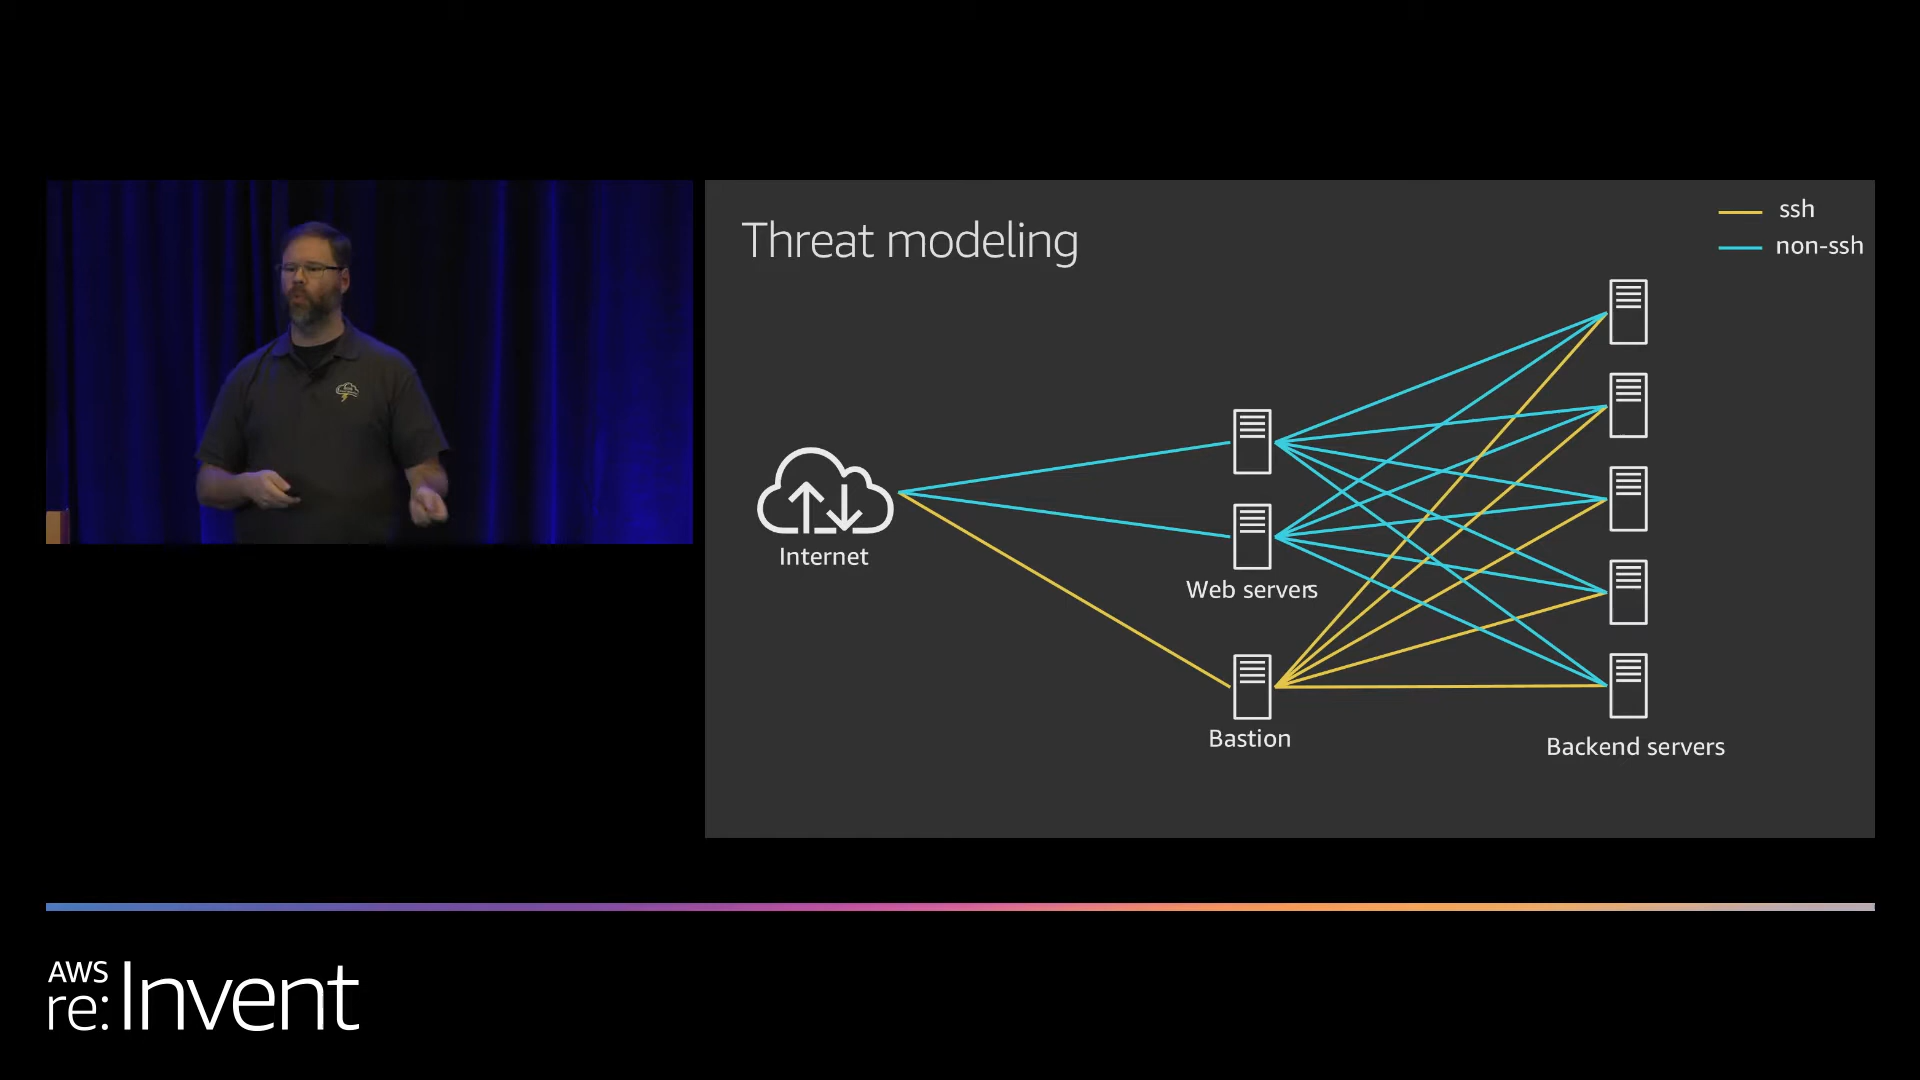 Threat modeling
ssh
non-ssh
Internet
Web servers
Bastion
Backend servers
AWS
re:Invent